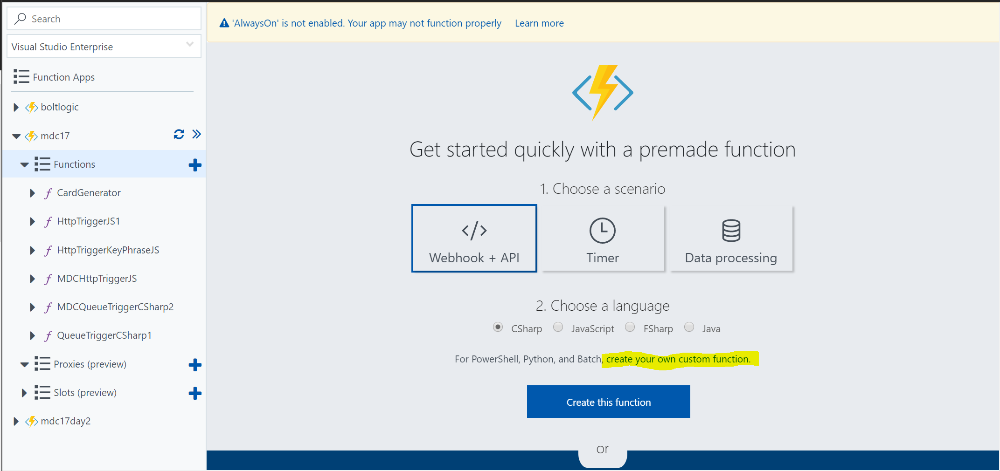 Search
Visual Studio Enterprise
Function Apps
boltlogic
mdc17
Functions
CardGenerator
HttpTriggerJS1
HttpTriggerKeyPhraseJS
MDCHttpTriggerJS
MDCQueueTriggerCSharp2
QueueTriggerCSharp1
Proxies (preview)
Slots (preview)
mdc17day2
'AlwaysOn' is not enabled. Your app may not function properly Learn more
Get started quickly with a premade function
1. Choose a scenario
Webhook + API Timer Data processing
2. Choose a language
CSharp JavaScript FSharp Java
For PowerShell, Python, and Batch, create your own custom function.
Create this function
or